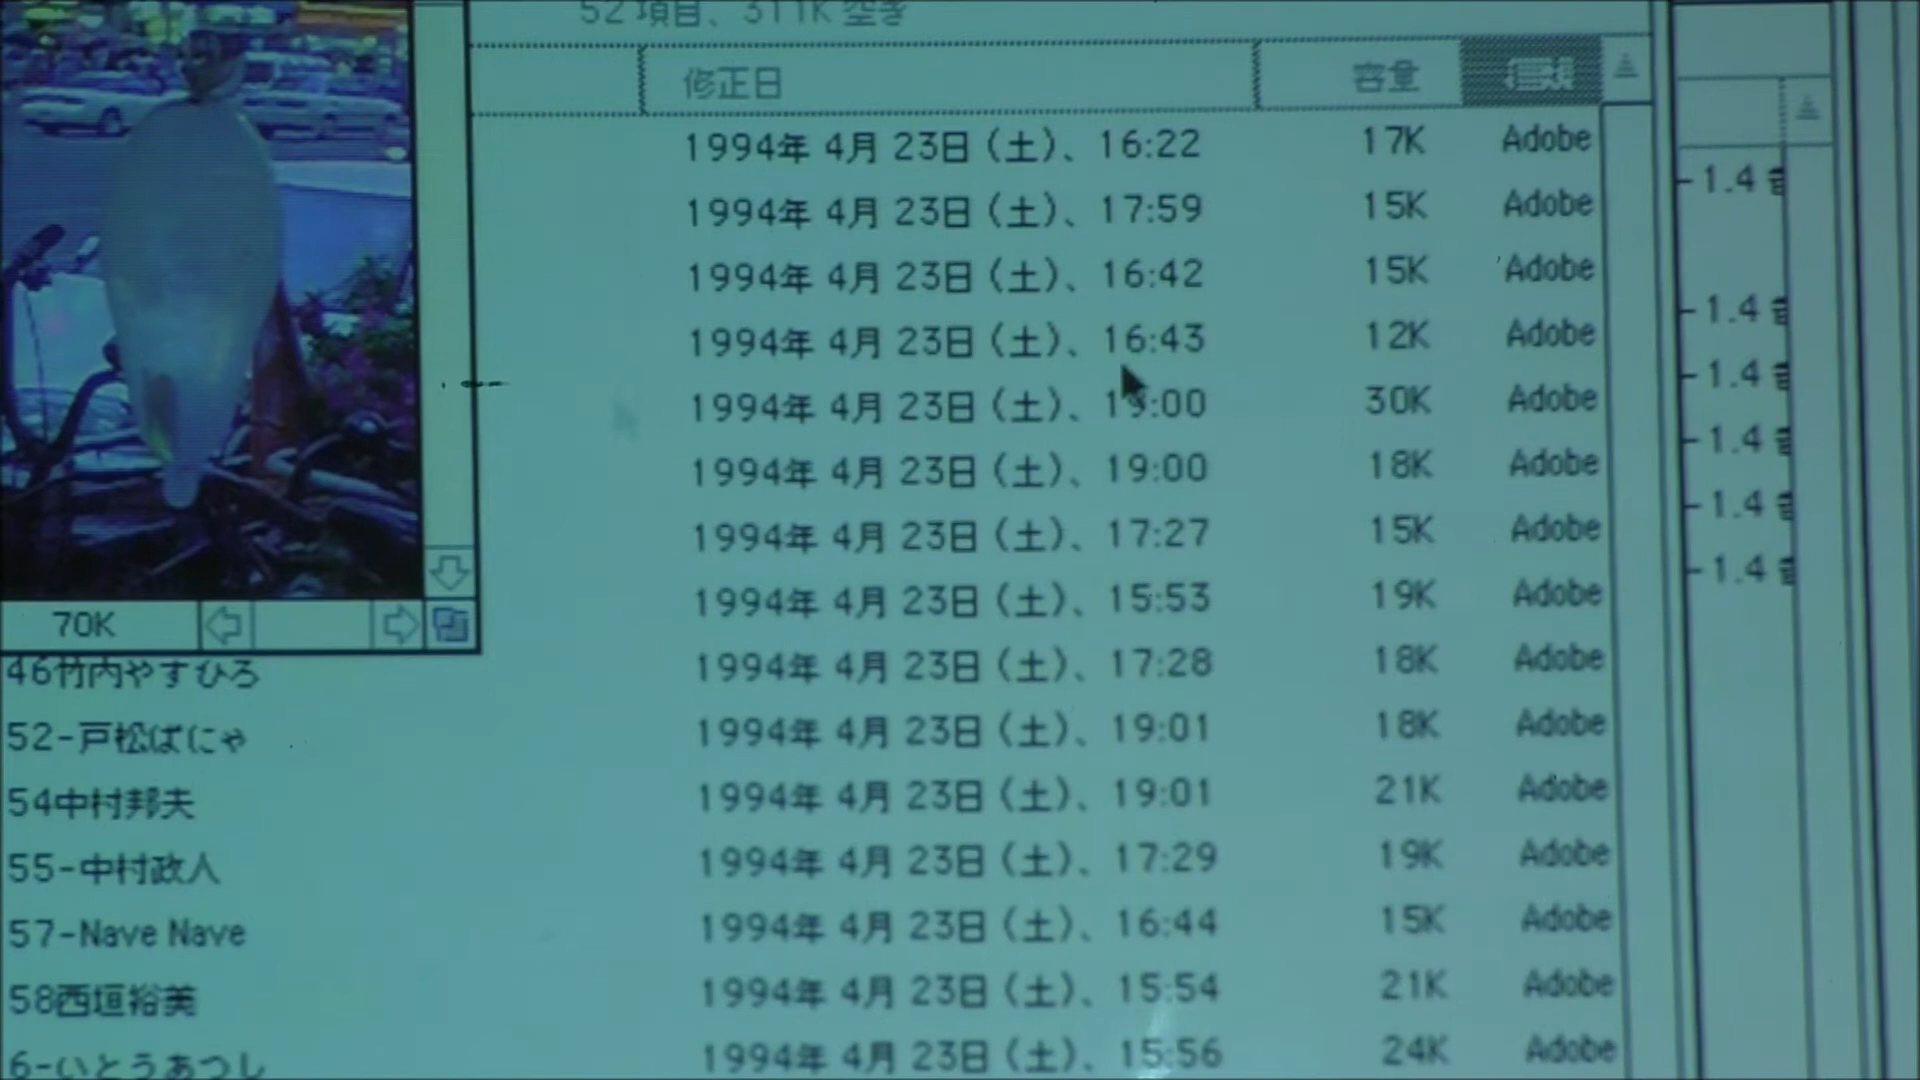 52 項目、311K 空き
修正日 容量 種類
1994年 4月 23日（土）、16:22 17K Adobe
1994年 4月 23日（土）、17:59 15K Adobe
1994年 4月 23日（土）、16:42 15K Adobe
1994年 4月 23日（土）、16:43 12K Adobe
1994年 4月 23日（土）、19:00 30K Adobe
1994年 4月 23日（土）、19:00 18K Adobe
1994年 4月 23日（土）、17:27 15K Adobe
1994年 4月 23日（土）、15:53 19K Adobe
70K
46竹内やすひろ 1994年 4月 23日（土）、17:28 18K Adobe
52-戸松ぱにゃ 1994年 4月 23日（土）、19:01 18K Adobe
54中村邦夫 1994年 4月 23日（土）、19:01 21K Adobe
55-中村政人 1994年 4月 23日（土）、17:29 19K Adobe
57-Nave Nave 1994年 4月 23日（土）、16:44 15K Adobe
58西垣裕美 1994年 4月 23日（土）、15:54 21K Adobe
6-いとうあつし 1994年 4月 23日（土）、15:56 24K Adobe
-1.4
-1.4
-1.4
-1.4
-1.4
-1.4